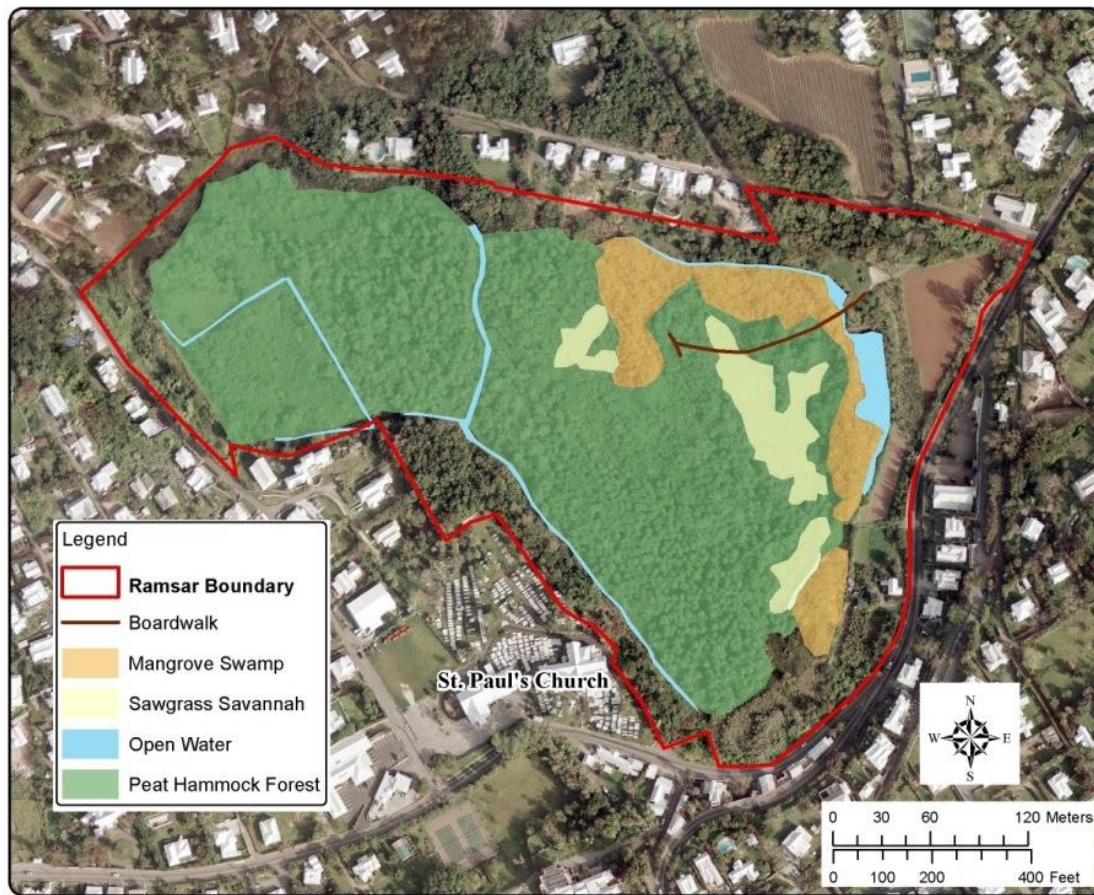 Legend
Ramsar Boundary
Boardwalk
Mangrove Swamp
Sawgrass Savannah
Open Water
Peat Hammock Forest
St. Paul's Church
N
W E
S
0 30 60 120 Meters
0 100 200 400 Feet